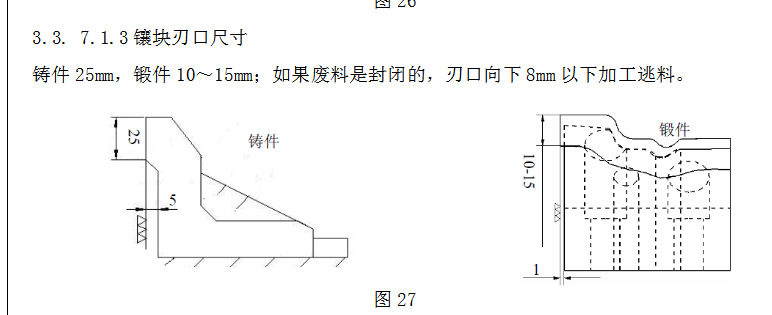 图 26
3.3. 7.1.3镶块刃口尺寸
铸件 25mm，锻件 10～15mm；如果废料是封闭的，刃口向下 8mm 以下加工逃料。
25
铸件
5
锻件
10-15
1
图 27